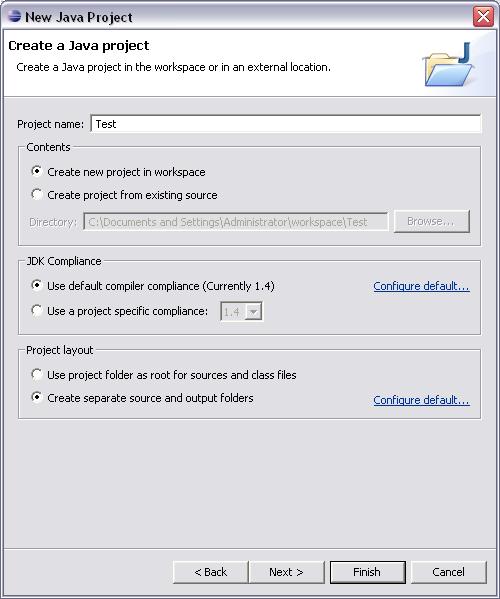 New Java Project
Create a Java project
Create a Java project in the workspace or in an external location.
Project name: Test
Contents
Create new project in workspace
Create project from existing source
Directory: C:\Documents and Settings\Administrator\workspace\Test Browse...
JDK Compliance
Use default compiler compliance (Currently 1.4) Configure default...
Use a project specific compliance: 1.4
Project layout
Use project folder as root for sources and class files
Create separate source and output folders Configure default...
< Back Next > Finish Cancel